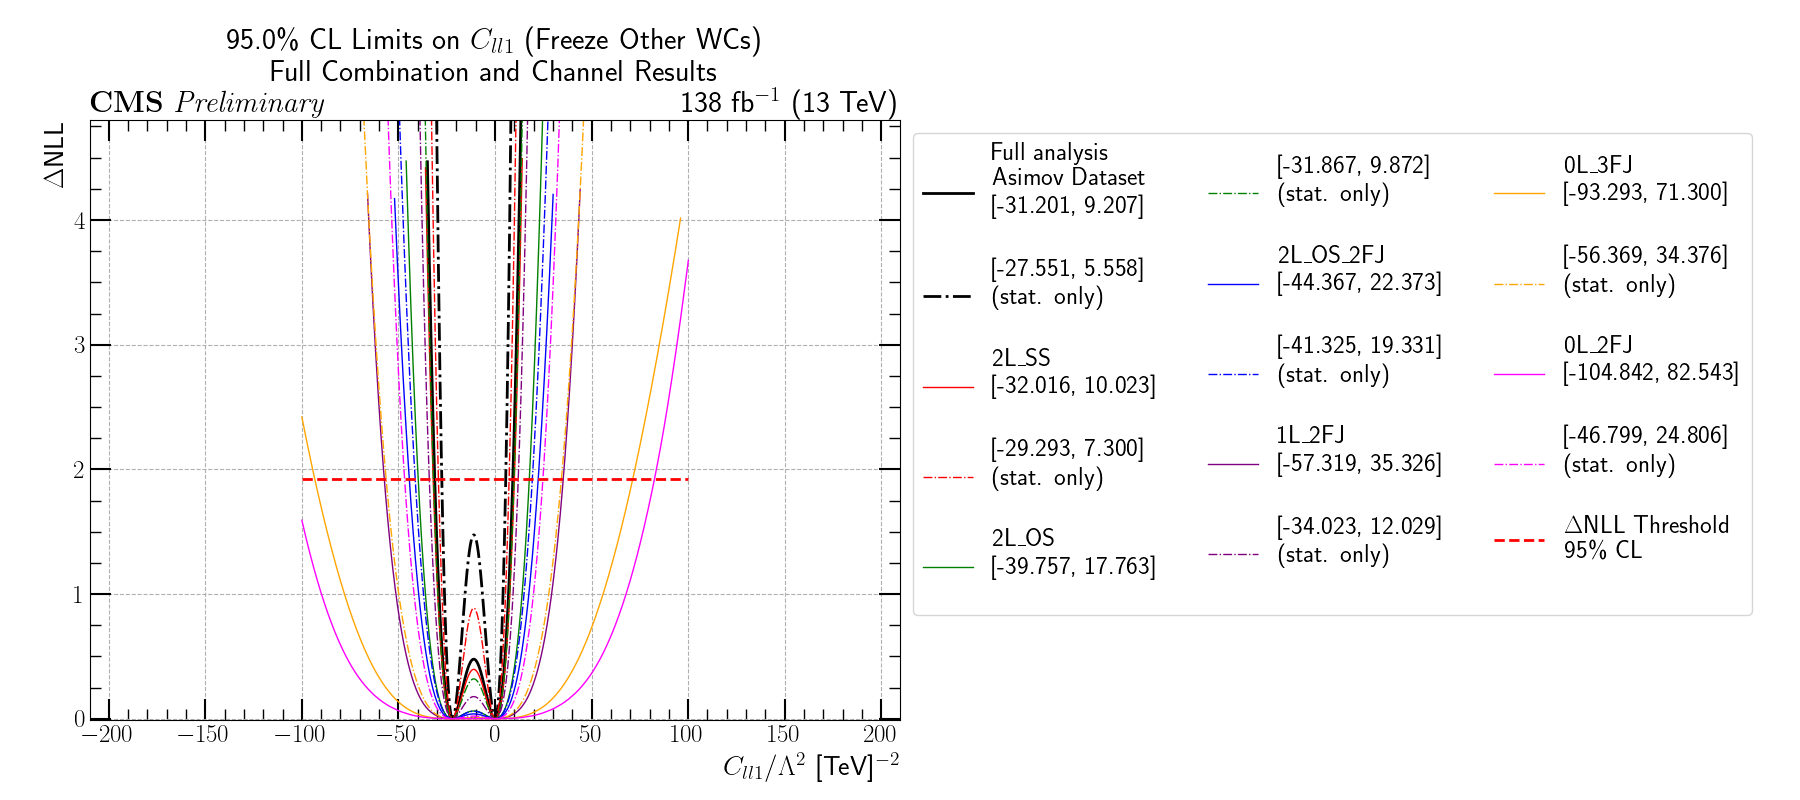 95.0% CL Limits on C_{ll1} (Freeze Other WCs)
Full Combination and Channel Results
CMS Preliminary
138 fb⁻¹ (13 TeV)
ΔNLL
4
3
2
1
0
−200
−150
−100
−50
0
50
100
150
200
C_{ll1}/Λ² [TeV]⁻²
Full analysis
Asimov Dataset
[-31.201, 9.207]
[-27.551, 5.558]
(stat. only)
2L_SS
[-32.016, 10.023]
[-29.293, 7.300]
(stat. only)
2L_OS
[-39.757, 17.763]
[-31.867, 9.872]
(stat. only)
2L_OS_2FJ
[-44.367, 22.373]
[-41.325, 19.331]
(stat. only)
1L_2FJ
[-57.319, 35.326]
[-34.023, 12.029]
(stat. only)
0L_3FJ
[-93.293, 71.300]
[-56.369, 34.376]
(stat. only)
0L_2FJ
[-104.842, 82.543]
[-46.799, 24.806]
(stat. only)
ΔNLL Threshold
95% CL